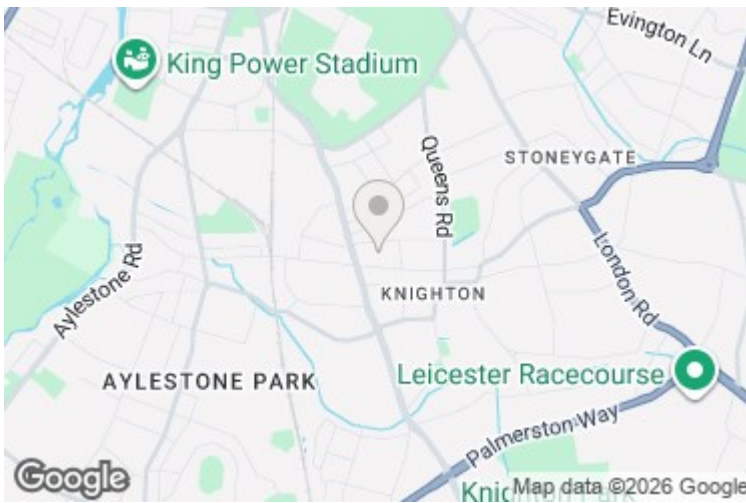 Evington Ln
King Power Stadium
Queens Rd
STONEYGATE
London Rd
Aylestone Rd
KNIGHTON
AYLESTONE PARK
Leicester Racecourse
Palmerston Way
Google
Map data ©2026 Google